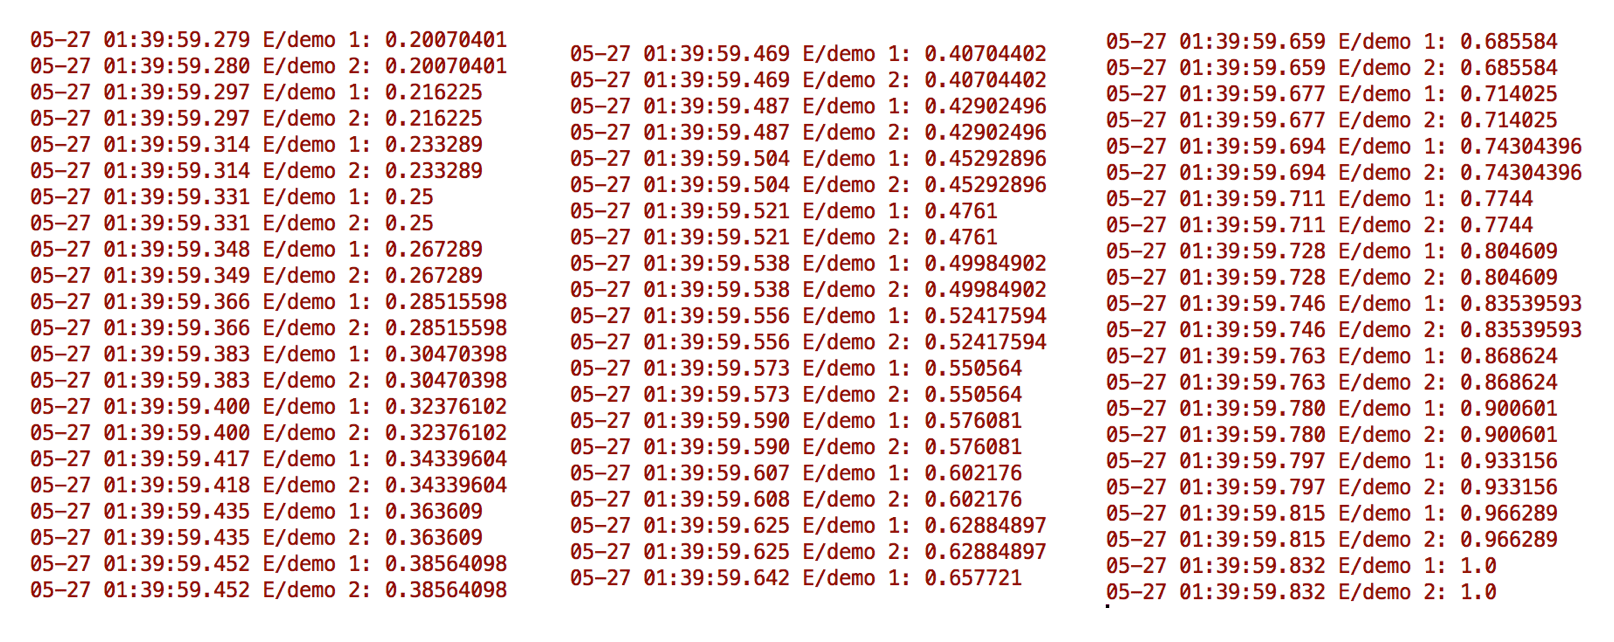 05-27 01:39:59.279 E/demo 1: 0.20070401
05-27 01:39:59.280 E/demo 2: 0.20070401
05-27 01:39:59.297 E/demo 1: 0.216225
05-27 01:39:59.297 E/demo 2: 0.216225
05-27 01:39:59.314 E/demo 1: 0.233289
05-27 01:39:59.314 E/demo 2: 0.233289
05-27 01:39:59.331 E/demo 1: 0.25
05-27 01:39:59.331 E/demo 2: 0.25
05-27 01:39:59.348 E/demo 1: 0.267289
05-27 01:39:59.349 E/demo 2: 0.267289
05-27 01:39:59.366 E/demo 1: 0.28515598
05-27 01:39:59.366 E/demo 2: 0.28515598
05-27 01:39:59.383 E/demo 1: 0.30470398
05-27 01:39:59.383 E/demo 2: 0.30470398
05-27 01:39:59.400 E/demo 1: 0.32376102
05-27 01:39:59.400 E/demo 2: 0.32376102
05-27 01:39:59.417 E/demo 1: 0.34339604
05-27 01:39:59.418 E/demo 2: 0.34339604
05-27 01:39:59.435 E/demo 1: 0.363609
05-27 01:39:59.435 E/demo 2: 0.363609
05-27 01:39:59.452 E/demo 1: 0.38564098
05-27 01:39:59.452 E/demo 2: 0.38564098
05-27 01:39:59.469 E/demo 1: 0.40704402
05-27 01:39:59.469 E/demo 2: 0.40704402
05-27 01:39:59.487 E/demo 1: 0.42902496
05-27 01:39:59.487 E/demo 2: 0.42902496
05-27 01:39:59.504 E/demo 1: 0.45292896
05-27 01:39:59.504 E/demo 2: 0.45292896
05-27 01:39:59.521 E/demo 1: 0.4761
05-27 01:39:59.521 E/demo 2: 0.4761
05-27 01:39:59.538 E/demo 1: 0.49984902
05-27 01:39:59.538 E/demo 2: 0.49984902
05-27 01:39:59.556 E/demo 1: 0.52417594
05-27 01:39:59.556 E/demo 2: 0.52417594
05-27 01:39:59.573 E/demo 1: 0.550564
05-27 01:39:59.573 E/demo 2: 0.550564
05-27 01:39:59.590 E/demo 1: 0.576081
05-27 01:39:59.590 E/demo 2: 0.576081
05-27 01:39:59.607 E/demo 1: 0.602176
05-27 01:39:59.608 E/demo 2: 0.602176
05-27 01:39:59.625 E/demo 1: 0.62884897
05-27 01:39:59.625 E/demo 2: 0.62884897
05-27 01:39:59.642 E/demo 1: 0.657721
05-27 01:39:59.659 E/demo 1: 0.685584
05-27 01:39:59.659 E/demo 2: 0.685584
05-27 01:39:59.677 E/demo 1: 0.714025
05-27 01:39:59.677 E/demo 2: 0.714025
05-27 01:39:59.694 E/demo 1: 0.74304396
05-27 01:39:59.694 E/demo 2: 0.74304396
05-27 01:39:59.711 E/demo 1: 0.7744
05-27 01:39:59.711 E/demo 2: 0.7744
05-27 01:39:59.728 E/demo 1: 0.804609
05-27 01:39:59.728 E/demo 2: 0.804609
05-27 01:39:59.746 E/demo 1: 0.83539593
05-27 01:39:59.746 E/demo 2: 0.83539593
05-27 01:39:59.763 E/demo 1: 0.868624
05-27 01:39:59.763 E/demo 2: 0.868624
05-27 01:39:59.780 E/demo 1: 0.900601
05-27 01:39:59.780 E/demo 2: 0.900601
05-27 01:39:59.797 E/demo 1: 0.933156
05-27 01:39:59.797 E/demo 2: 0.933156
05-27 01:39:59.815 E/demo 1: 0.966289
05-27 01:39:59.815 E/demo 2: 0.966289
05-27 01:39:59.832 E/demo 1: 1.0
05-27 01:39:59.832 E/demo 2: 1.0